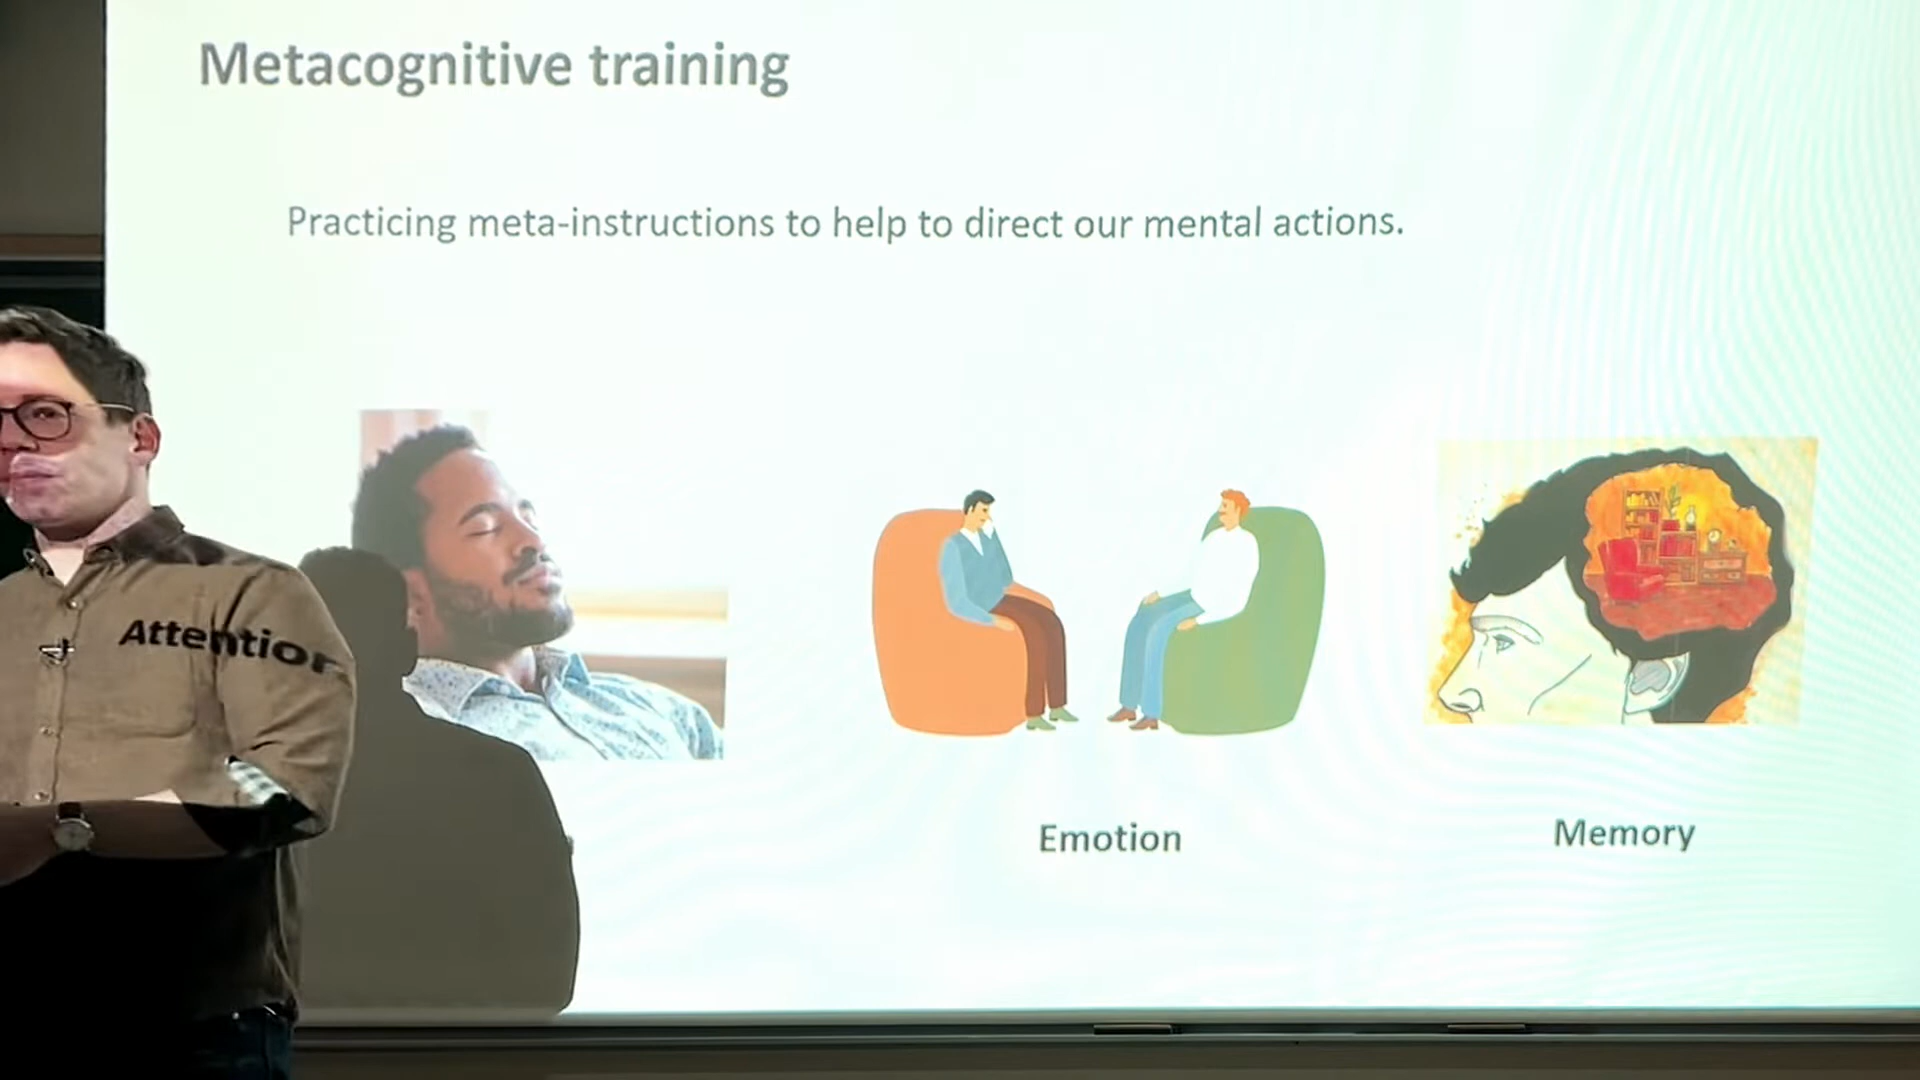 Metacognitive training
Practicing meta-instructions to help to direct our mental actions.
Attention
Emotion
Memory